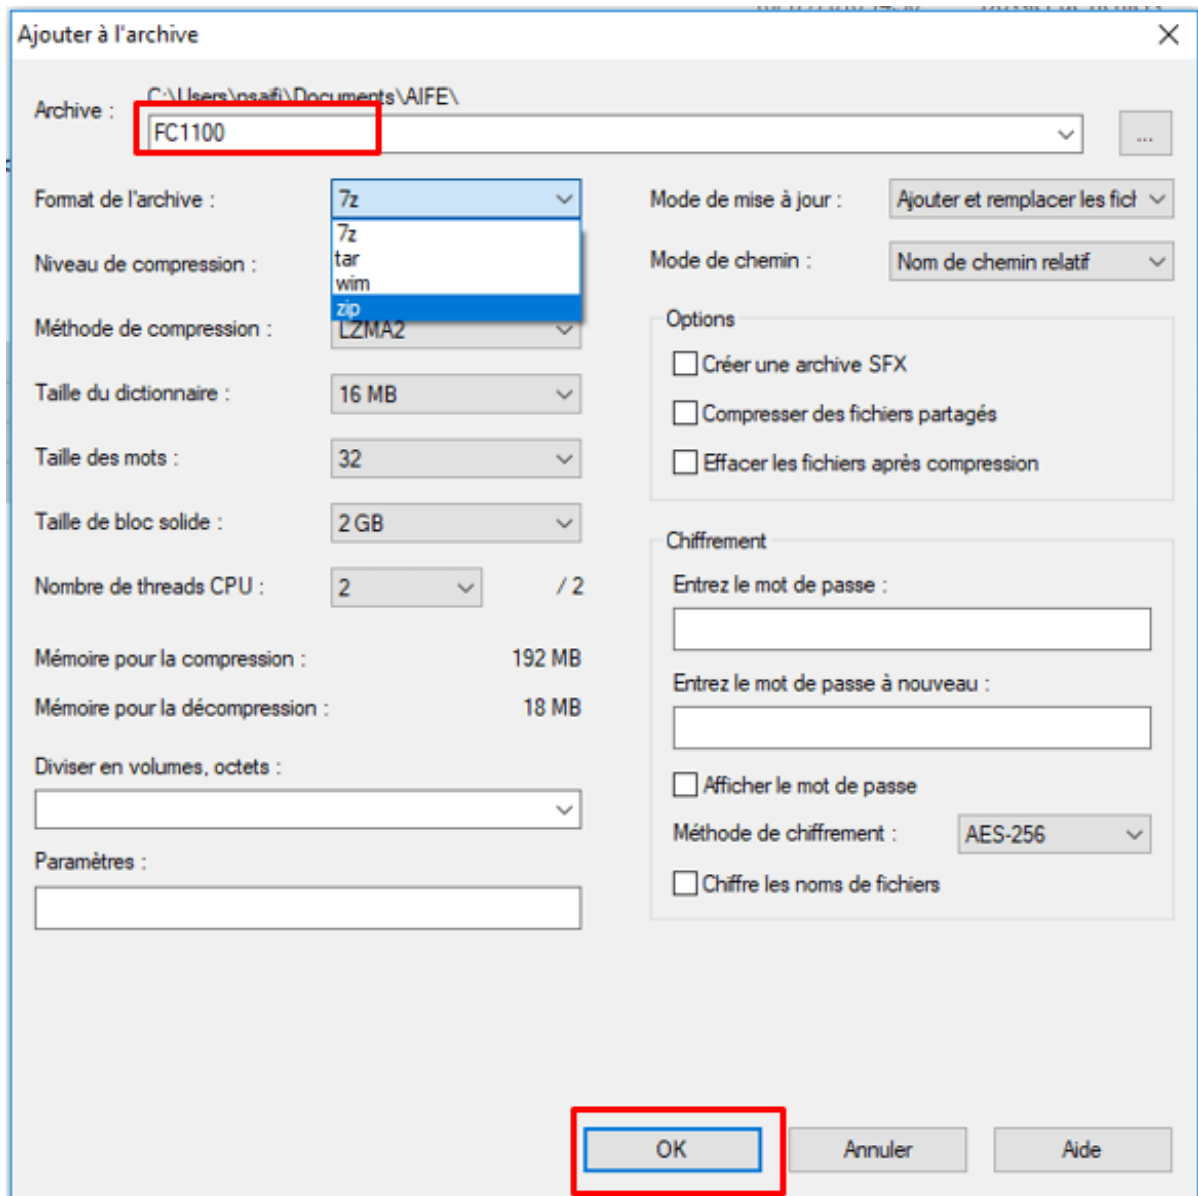 Ajouter à l'archive
Archive :
C:\Users\nsaifi\Documents\AIFE\
FC1100
...
Format de l'archive :
7z
7z
tar
wim
zip
Niveau de compression :
Méthode de compression :
LZMA2
Taille du dictionnaire :
16 MB
Taille des mots :
32
Taille de bloc solide :
2 GB
Nombre de threads CPU :
2
/ 2
Mémoire pour la compression :
192 MB
Mémoire pour la décompression :
18 MB
Diviser en volumes, octets :
Paramètres :
Mode de mise à jour :
Ajouter et remplacer les fich
Mode de chemin :
Nom de chemin relatif
Options
Créer une archive SFX
Compresser des fichiers partagés
Effacer les fichiers après compression
Chiffrement
Entrez le mot de passe :
Entrez le mot de passe à nouveau :
Afficher le mot de passe
Méthode de chiffrement :
AES-256
Chiffre les noms de fichiers
OK
Annuler
Aide